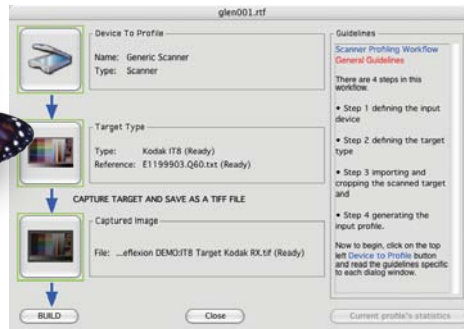 glen001.rtf
Device To Profile
Name: Generic Scanner
Type: Scanner
Target Type
Type: Kodak IT8 (Ready)
Reference: E1199903.Q60.txt (Ready)
CAPTURE TARGET AND SAVE AS A TIFF FILE
Captured Image
File: ...eflexion DEMO:IT8 Target Kodak RX.tif (Ready)
BUILD
Close
Guidelines
Scanner Profiling Workflow
General Guidelines
There are 4 steps in this
workflow.
• Step 1 defining the input
device
• Step 2 defining the target
type
• Step 3 importing and
cropping the scanned target
and
• Step 4 generating the
input profile.
Now to begin, click on the top
left Device to Profile button
and read the guidelines specific
to each dialog window.
Current profile's statistics